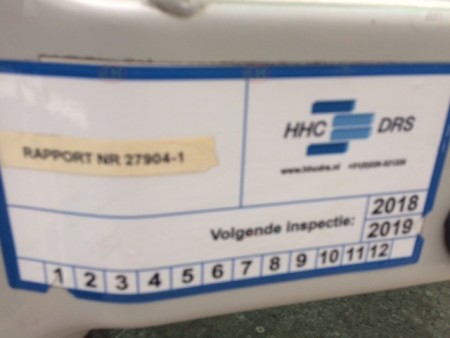 RAPPORT NR 27904-1
HHC DRS
www.hhcdrs.nl
Volgende inspectie:
2018
2019
1 2 3 4 5 6 7 8 9 10 11 12